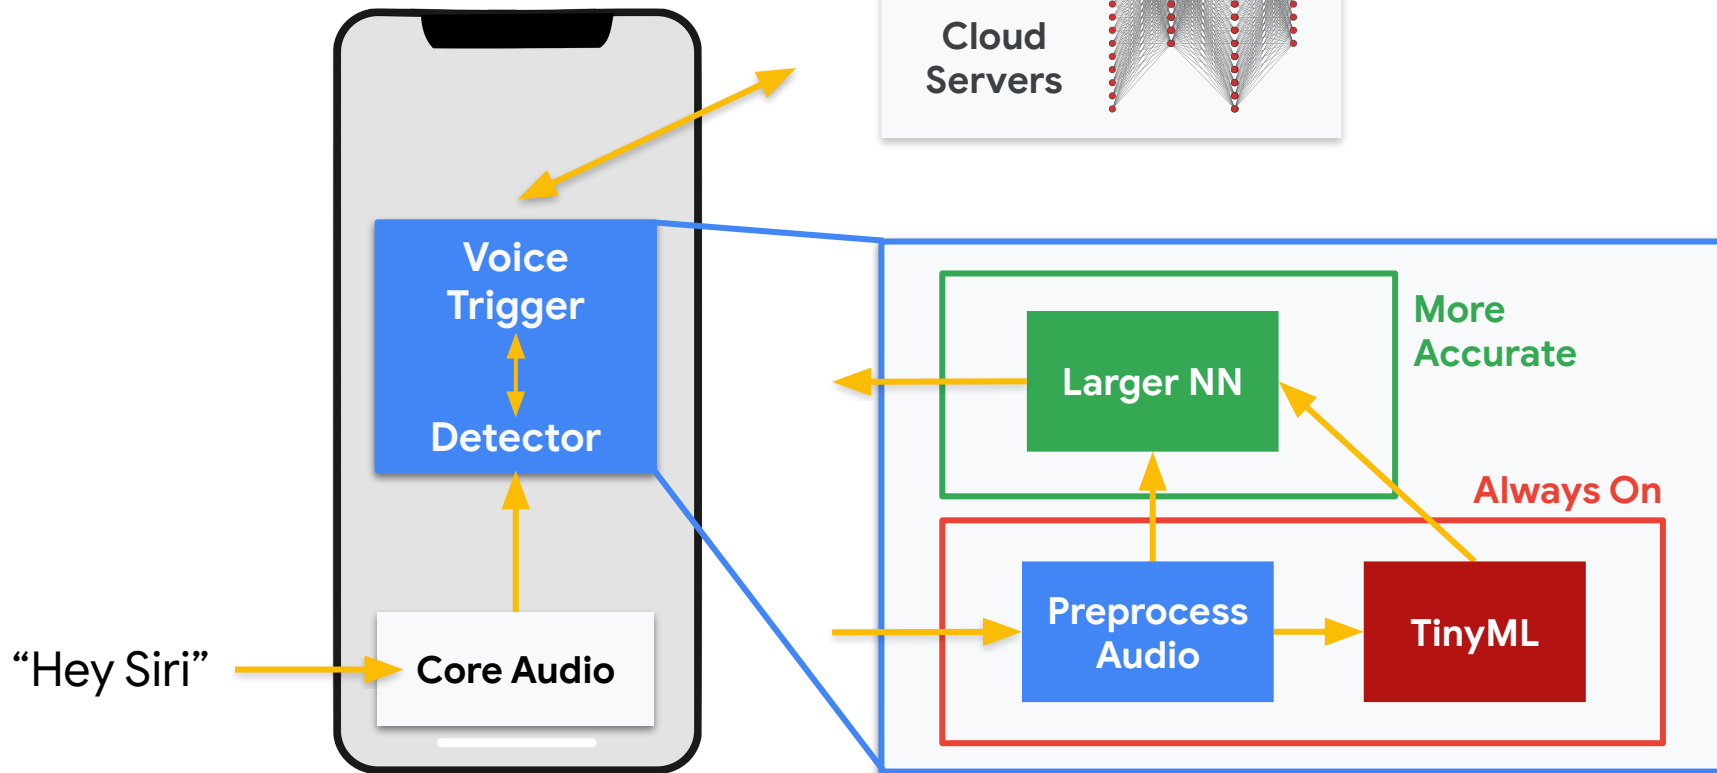 Cloud
Servers
Voice
Trigger
Detector
More
Accurate
Larger NN
Always On
Preprocess
Audio
TinyML
“Hey Siri”
Core Audio